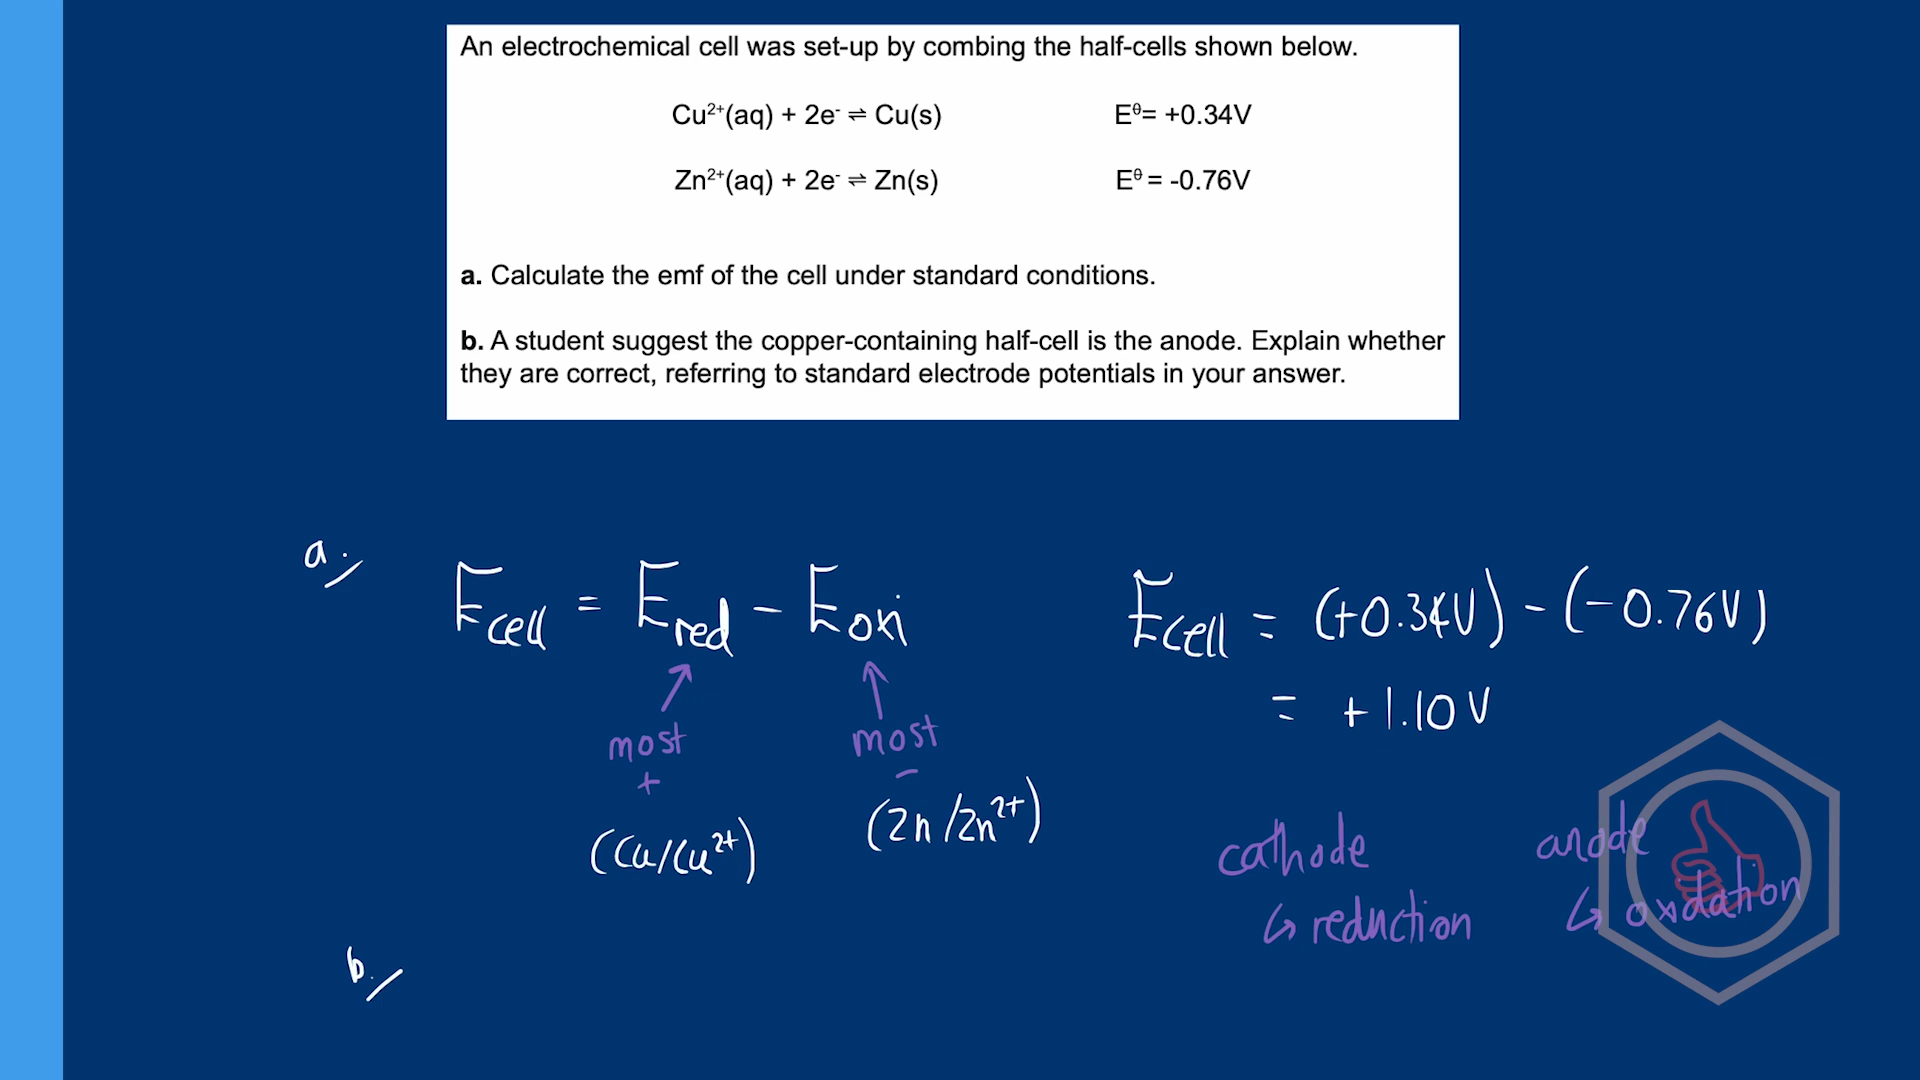 An electrochemical cell was set-up by combing the half-cells shown below.
Cu²⁺(aq) + 2e⁻ ⇌ Cu(s) E^θ= +0.34V
Zn²⁺(aq) + 2e⁻ ⇌ Zn(s) E^θ = -0.76V
a. Calculate the emf of the cell under standard conditions.
b. A student suggest the copper-containing half-cell is the anode. Explain whether
they are correct, referring to standard electrode potentials in your answer.
a.
Ecell = Ered - Eoxi
Ecell = (+0.34V) - (-0.76V)
= +1.10V
most
+
(Cu/Cu²⁺)
most
-
(Zn/Zn²⁺)
cathode
↳ reduction
anode
↳ oxdation
b.